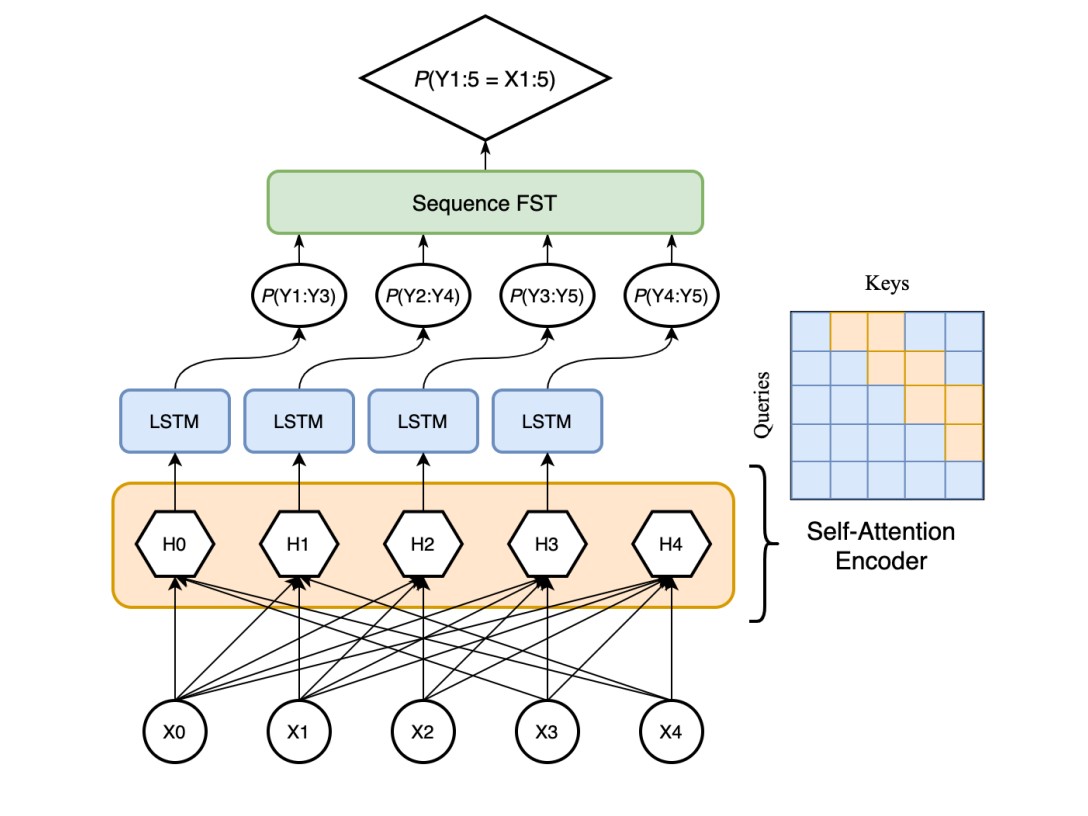 P(Y1:5 = X1:5)
Sequence FST
P(Y1:Y3)
P(Y2:Y4)
P(Y3:Y5)
P(Y4:Y5)
Keys
Queries
LSTM
LSTM
LSTM
LSTM
H0
H1
H2
H3
H4
Self-Attention
Encoder
X0
X1
X2
X3
X4